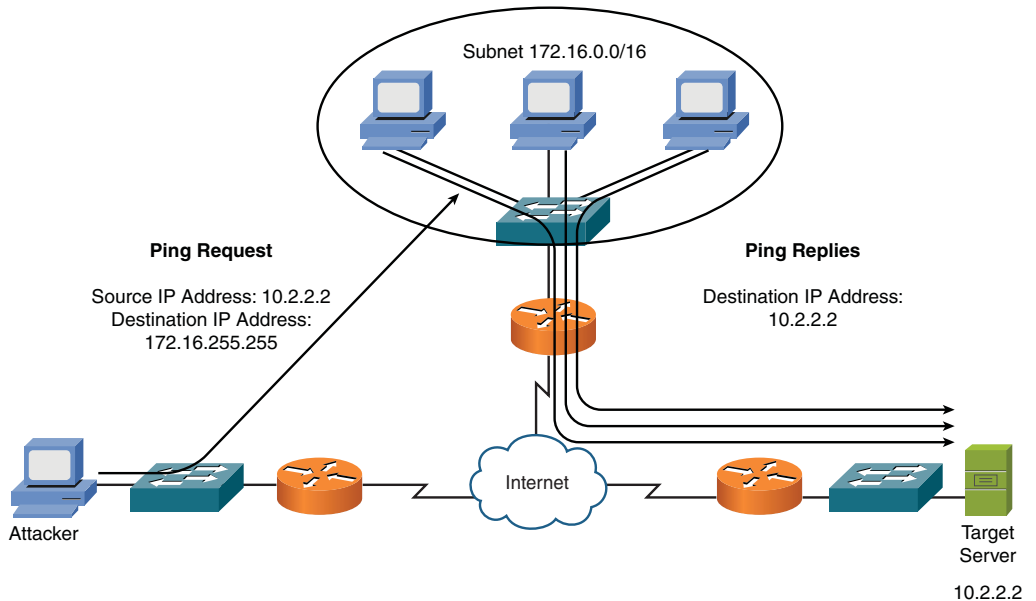 Subnet 172.16.0.0/16
Ping Request
Source IP Address: 10.2.2.2
Destination IP Address:
172.16.255.255
Ping Replies
Destination IP Address:
10.2.2.2
Internet
Attacker
Target
Server
10.2.2.2